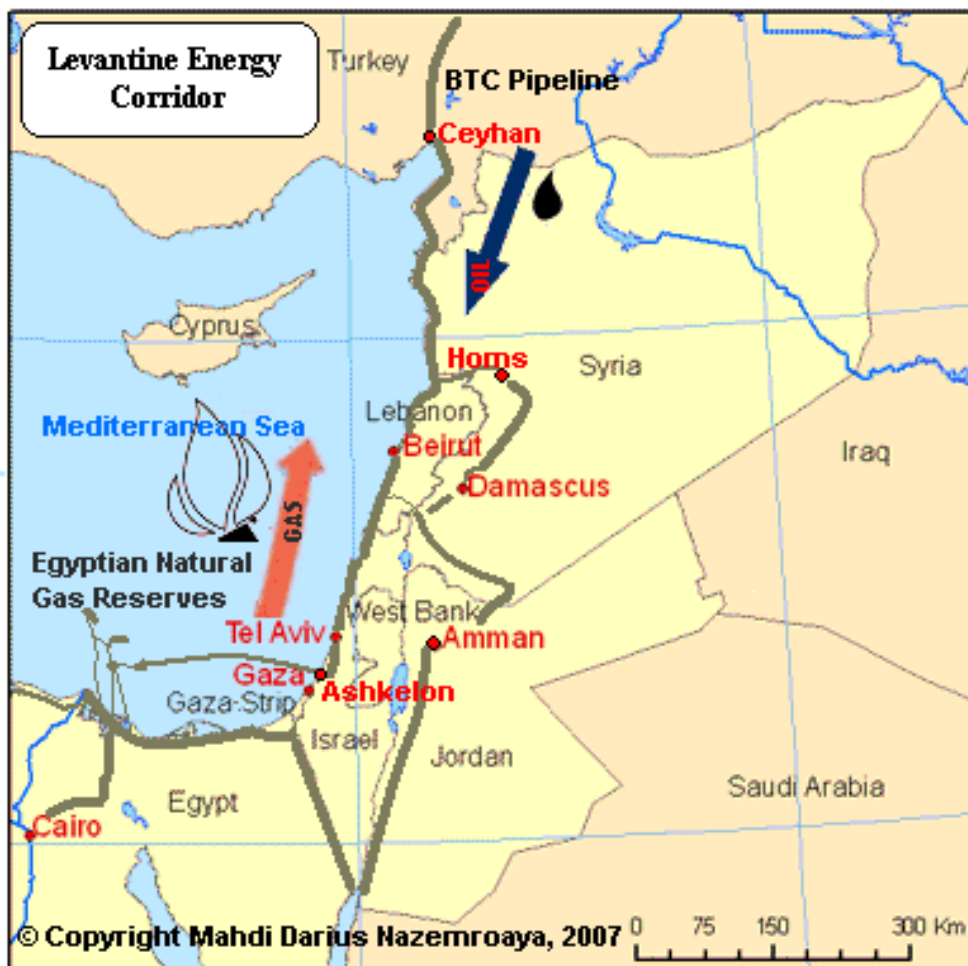 Levantine Energy
Corridor
Turkey
BTC Pipeline
Ceyhan
OIL
Cyprus
Homs
Syria
Lebanon
Mediterranean Sea
Beirut
Iraq
Damascus
GAS
Egyptian Natural
Gas Reserves
West Bank
Tel Aviv
Amman
Gaza
Ashkelon
Gaza-Strip
Israel
Jordan
Saudi Arabia
Egypt
Cairo
© Copyright Mahdi Darius Nazemroaya, 2007
0 75 150 300 Km